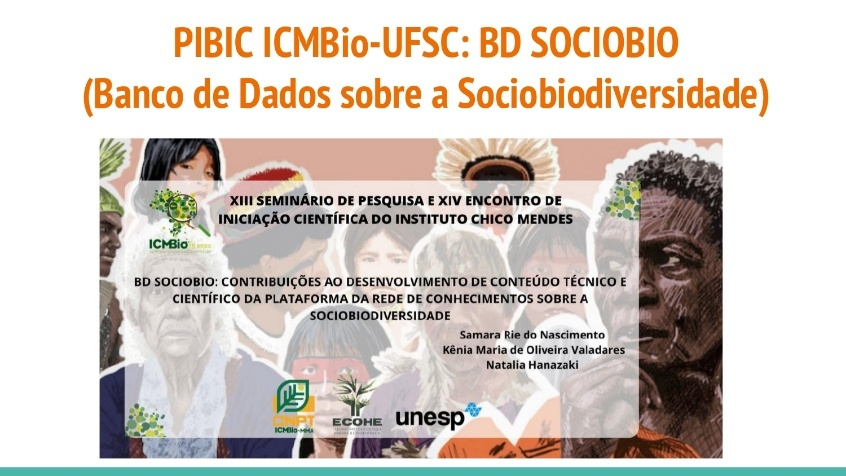 PIBIC ICMBio-UFSC: BD SOCIOBIO
(Banco de Dados sobre a Sociobiodiversidade)
XIII SEMINÁRIO DE PESQUISA E XIV ENCONTRO DE
INICIAÇÃO CIENTÍFICA DO INSTITUTO CHICO MENDES
ICMBio
BD SOCIOBIO: CONTRIBUIÇÕES AO DESENVOLVIMENTO DE CONTEÚDO TÉCNICO E
CIENTÍFICO DA PLATAFORMA DA REDE DE CONHECIMENTOS SOBRE A
SOCIOBIODIVERSIDADE
Samara Rie do Nascimento
Kênia Maria de Oliveira Valadares
Natalia Hanazaki
CNPT
ICMBio-MMA
ECOHE
unesp